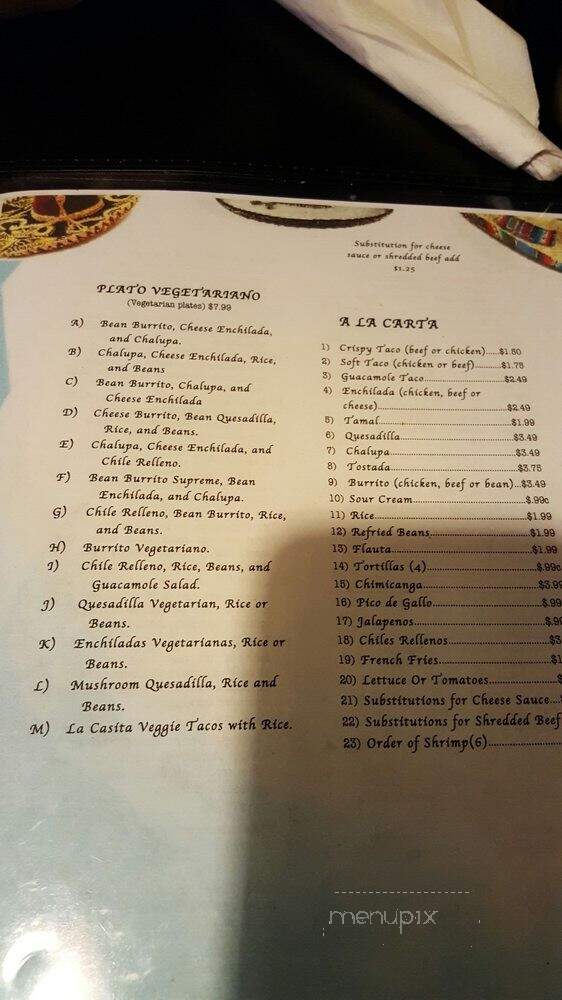 Substitution for cheese
sauce or shredded beef add
$1.25
PLATO VEGETARIANO
(Vegetarian plates) $7.99
A) Bean Burrito, Cheese Enchilada,
and Chalupa.
B) Chalupa, Cheese Enchilada, Rice,
and Beans
C) Bean Burrito, Chalupa, and
Cheese Enchilada
D) Cheese Burrito, Bean Quesadilla,
Rice, and Beans.
E) Chalupa, Cheese Enchilada, and
Chile Relleno.
F) Bean Burrito Supreme, Bean
Enchilada, and Chalupa.
G) Chile Relleno, Bean Burrito, Rice,
and Beans.
H) Burrito Vegetariano.
I) Chile Relleno, Rice, Beans, and
Guacamole Salad.
J) Quesadilla Vegetarian, Rice or
Beans.
K) Enchiladas Vegetarianas, Rice or
Beans.
L) Mushroom Quesadilla, Rice and
Beans.
M) La Casita Veggie Tacos with Rice.
A LA CARTA
1) Crispy Taco (beef or chicken).....$1.50
2) Soft Taco (chicken or beef).........$1.75
3) Guacamole Taco......................$2.49
4) Enchilada (chicken, beef or
cheese)....................................$2.49
5) Tamal....................................$1.99
6) Quesadilla..............................$3.49
7) Chalupa.................................$3.49
8) Tostada.................................$3.75
9) Burrito (chicken, beef or bean)...$3.49
10) Sour Cream...........................$.99c
11) Rice......................................$1.99
12) Refried Beans........................$1.99
13) Flauta...................................$1.99
14) Tortillas (4)...........................$.99c
15) Chimicanga...........................$3.99
16) Pico de Gallo.........................$.99
17) Jalapenos..............................$.99
18) Chiles Rellenos......................$3
19) French Fries..........................$1
20) Lettuce Or Tomatoes..............$
21) Substitutions for Cheese Sauce...
22) Substitutions for Shredded Beef
23) Order of Shrimp(6)..................
menupix